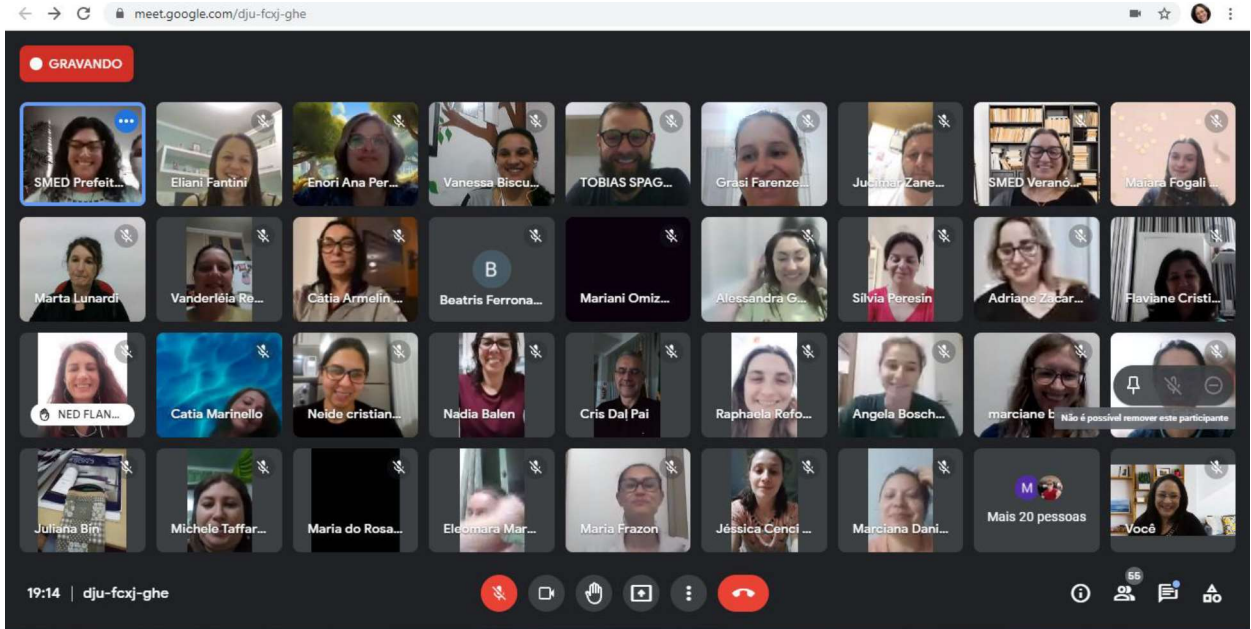 meet.google.com/dju-fcxj-ghe
GRAVANDO
SMED Prefeit...
Eliani Fantini
Enori Ana Per...
Vanessa Biscu...
TOBIAS SPAG...
Grasi Farenze...
Jucimar Zane...
SMED Veranó...
Maiara Fogali ...
Marta Lunardi
Vanderléia Re...
Cátia Armelin ...
B
Beatris Ferrona...
Mariani Omiz...
Alessandra G...
Silvia Peresin
Adriane Zacar...
Flaviane Cristi...
NED FLAN...
Catia Marinello
Neide cristian...
Nadia Balen
Cris Dal Pai
Raphaela Refo...
Angela Bosch...
marciane b
Não é possível remover este participante
Juliana Bin
Michele Taffar...
Maria do Rosa...
Eleomara Mar...
Maria Frazon
Jéssica Cenci ...
Marciana Dani...
M
Mais 20 pessoas
Você
19:14 | dju-fcxj-ghe
55